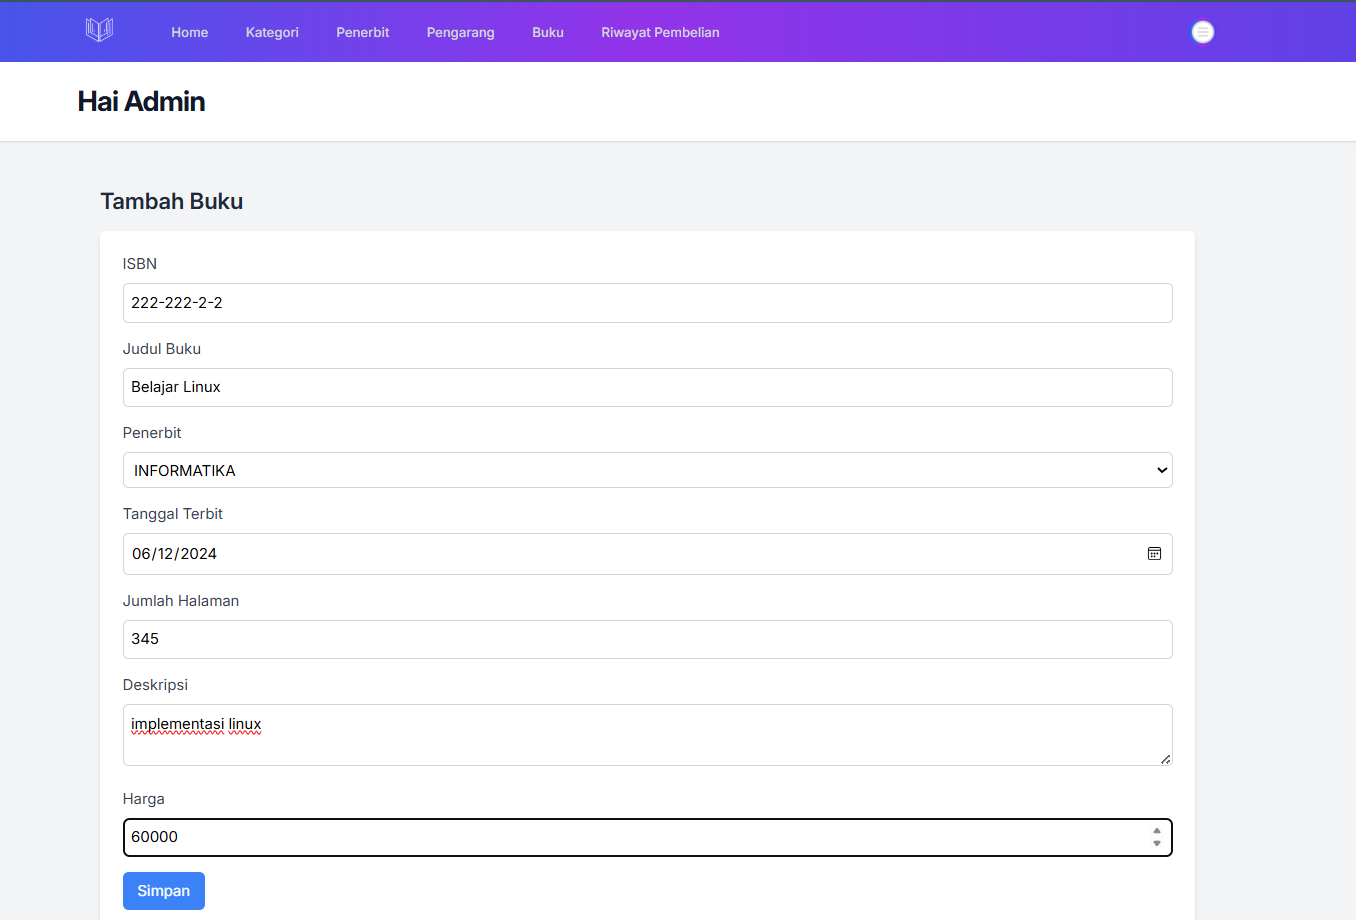 Home Kategori Penerbit Pengarang Buku Riwayat Pembelian
Hai Admin
Tambah Buku
ISBN
222-222-2-2
Judul Buku
Belajar Linux
Penerbit
INFORMATIKA
Tanggal Terbit
06/12/2024
Jumlah Halaman
345
Deskripsi
implementasi linux
Harga
60000
Simpan